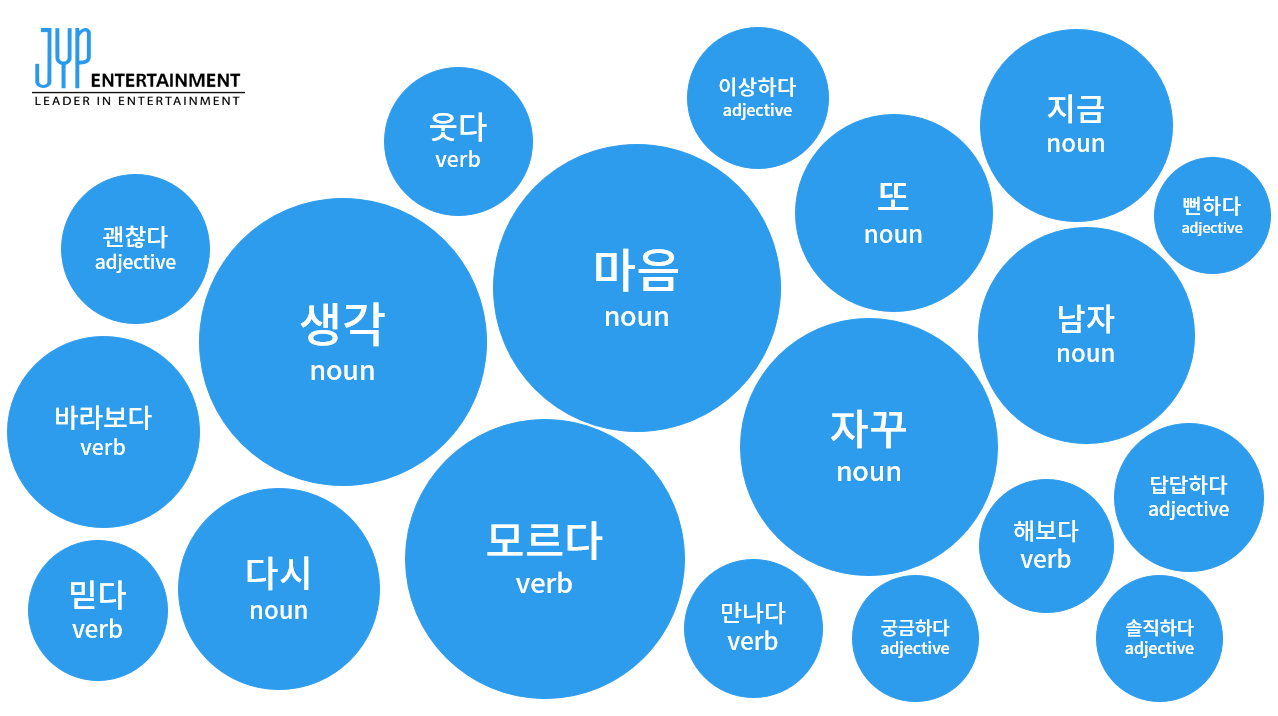 JYP ENTERTAINMENT
LEADER IN ENTERTAINMENT
웃다
verb
이상하다
adjective
지금
noun
괜찮다
adjective
생각
noun
마음
noun
또
noun
뻔하다
adjective
남자
noun
바라보다
verb
자꾸
noun
모르다
verb
다시
noun
믿다
verb
만나다
verb
궁금하다
adjective
해보다
verb
답답하다
adjective
솔직하다
adjective